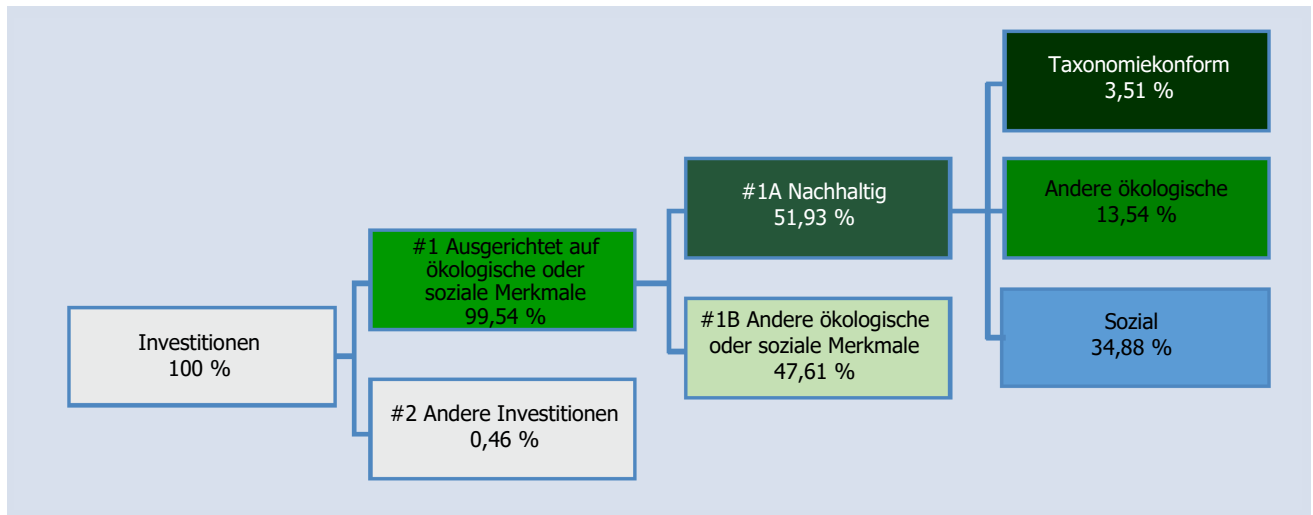 Investitionen
100 %
#1 Ausgerichtet auf
ökologische oder
soziale Merkmale
99,54 %
#2 Andere Investitionen
0,46 %
#1A Nachhaltig
51,93 %
#1B Andere ökologische
oder soziale Merkmale
47,61 %
Taxonomiekonform
3,51 %
Andere ökologische
13,54 %
Sozial
34,88 %